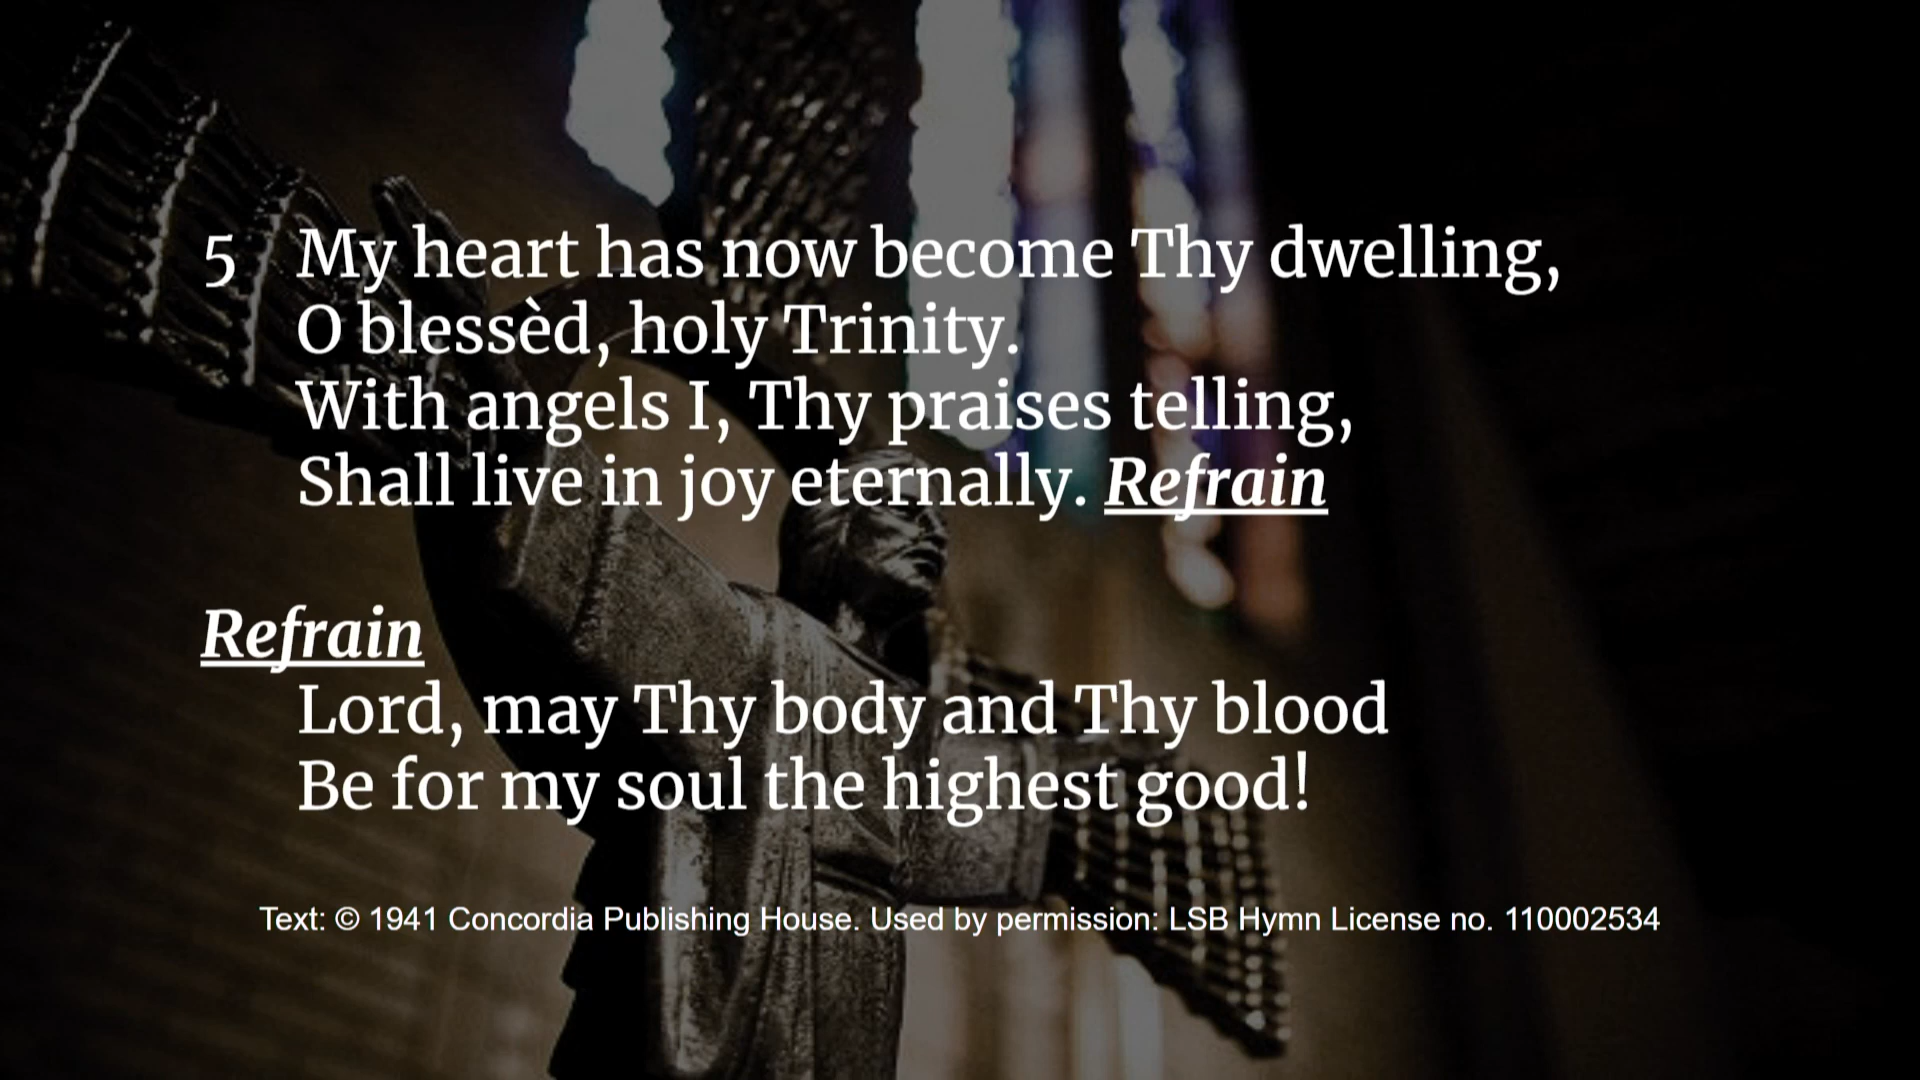 5 My heart has now become Thy dwelling,
O blessèd, holy Trinity.
With angels I, Thy praises telling,
Shall live in joy eternally. Refrain
Refrain
Lord, may Thy body and Thy blood
Be for my soul the highest good!
Text: © 1941 Concordia Publishing House. Used by permission: LSB Hymn License no. 110002534